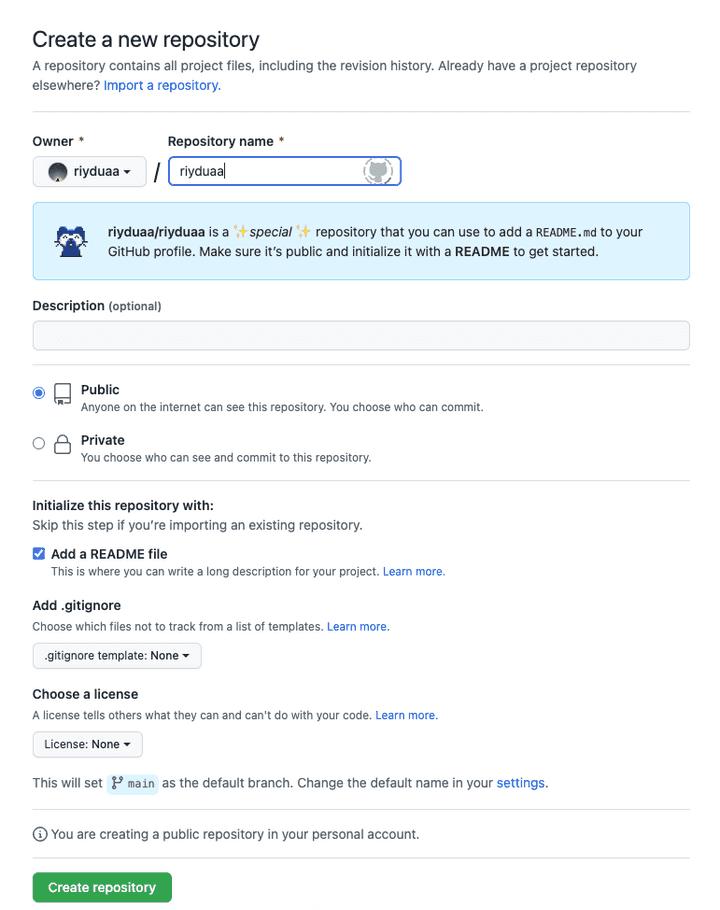 Create a new repository
A repository contains all project files, including the revision history. Already have a project repository
elsewhere? Import a repository.
Owner * Repository name *
riyduaa / riyduaa
riyduaa/riyduaa is a ✨special ✨ repository that you can use to add a README.md to your
GitHub profile. Make sure it’s public and initialize it with a README to get started.
Description (optional)
Public
Anyone on the internet can see this repository. You choose who can commit.
Private
You choose who can see and commit to this repository.
Initialize this repository with:
Skip this step if you’re importing an existing repository.
Add a README file
This is where you can write a long description for your project. Learn more.
Add .gitignore
Choose which files not to track from a list of templates. Learn more.
.gitignore template: None
Choose a license
A license tells others what they can and can't do with your code. Learn more.
License: None
This will set main as the default branch. Change the default name in your settings.
You are creating a public repository in your personal account.
Create repository